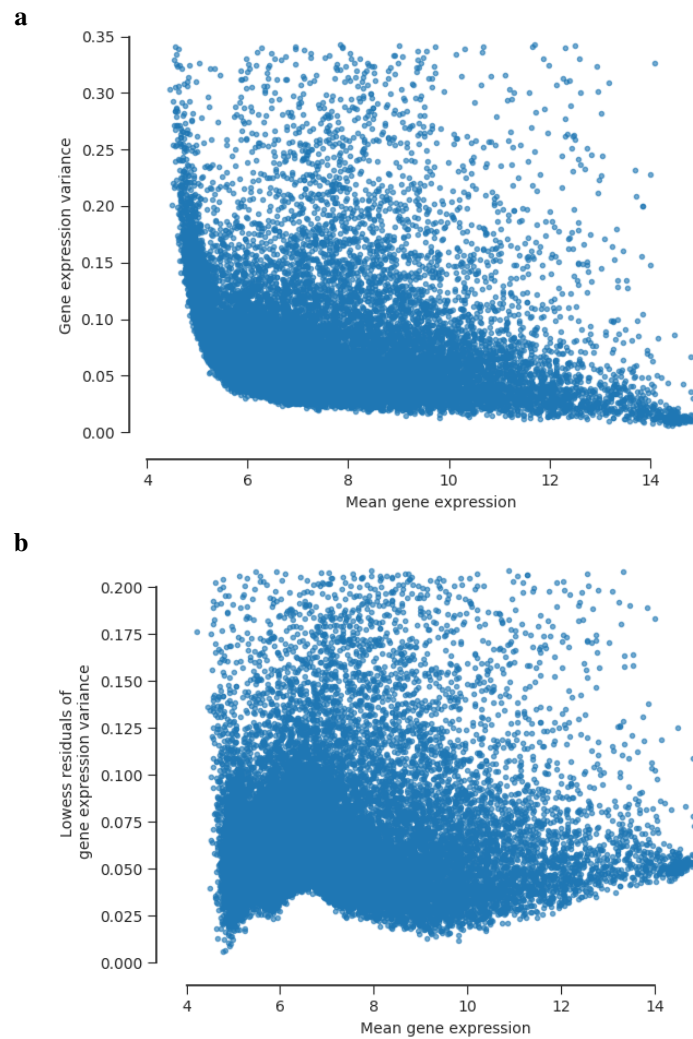 a
0.35
0.30
0.25
0.20
0.15
0.10
0.05
0.00
Gene expression variance
4 6 8 10 12 14
Mean gene expression
b
0.200
0.175
0.150
0.125
0.100
0.075
0.050
0.025
0.000
Lowess residuals of
gene expression variance
4 6 8 10 12 14
Mean gene expression